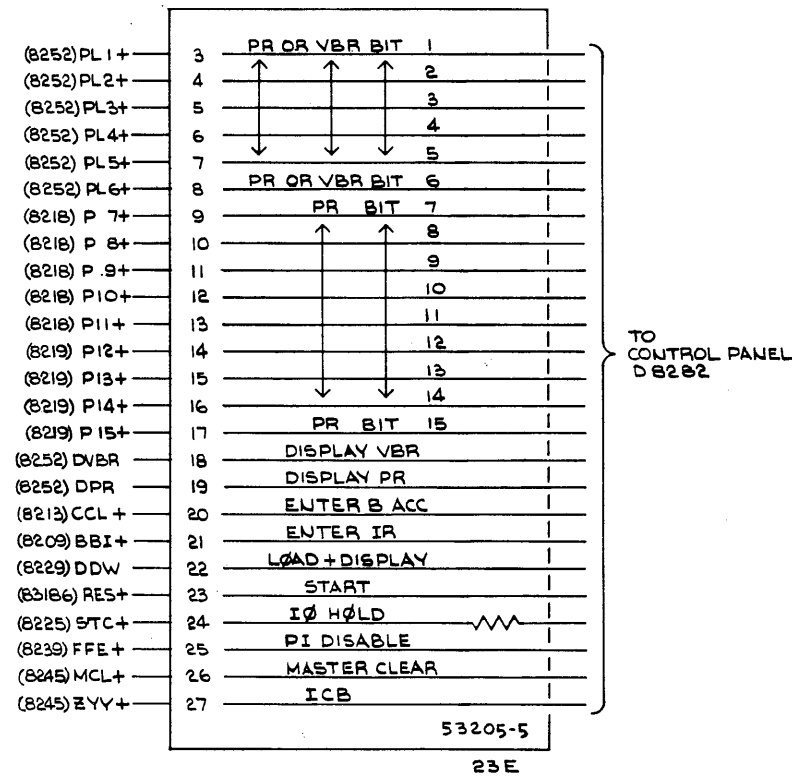 (8252) PL1+ 3 PR OR VBR BIT 1
(8252) PL2+ 4 2
(8252) PL3+ 5 3
(8252) PL4+ 6 4
(8252) PL5+ 7 5
(8252) PL6+ 8 PR OR VBR BIT 6
(8218) P 7+ 9 PR BIT 7
(8218) P 8+ 10 8
(8218) P .9+ 11 9
(8218) P10+ 12 10
(8218) P11+ 13 11
(8219) P12+ 14 12
(8219) P13+ 15 13
(8219) P14+ 16 14
(8219) P15+ 17 PR BIT 15
(8252) DVBR 18 DISPLAY VBR
(8252) DPR 19 DISPLAY PR
(8213) CCL+ 20 ENTER B ACC
(8209) BBI+ 21 ENTER IR
(8229) DDW 22 LØAD + DISPLAY
(83186) RES+ 23 START
(8225) STC+ 24 IØ HØLD
(8239) FFE+ 25 PI DISABLE
(8245) MCL+ 26 MASTER CLEAR
(8245) ZYY+ 27 ICB
TO
CONTROL PANEL
D8282
53205-5
23E